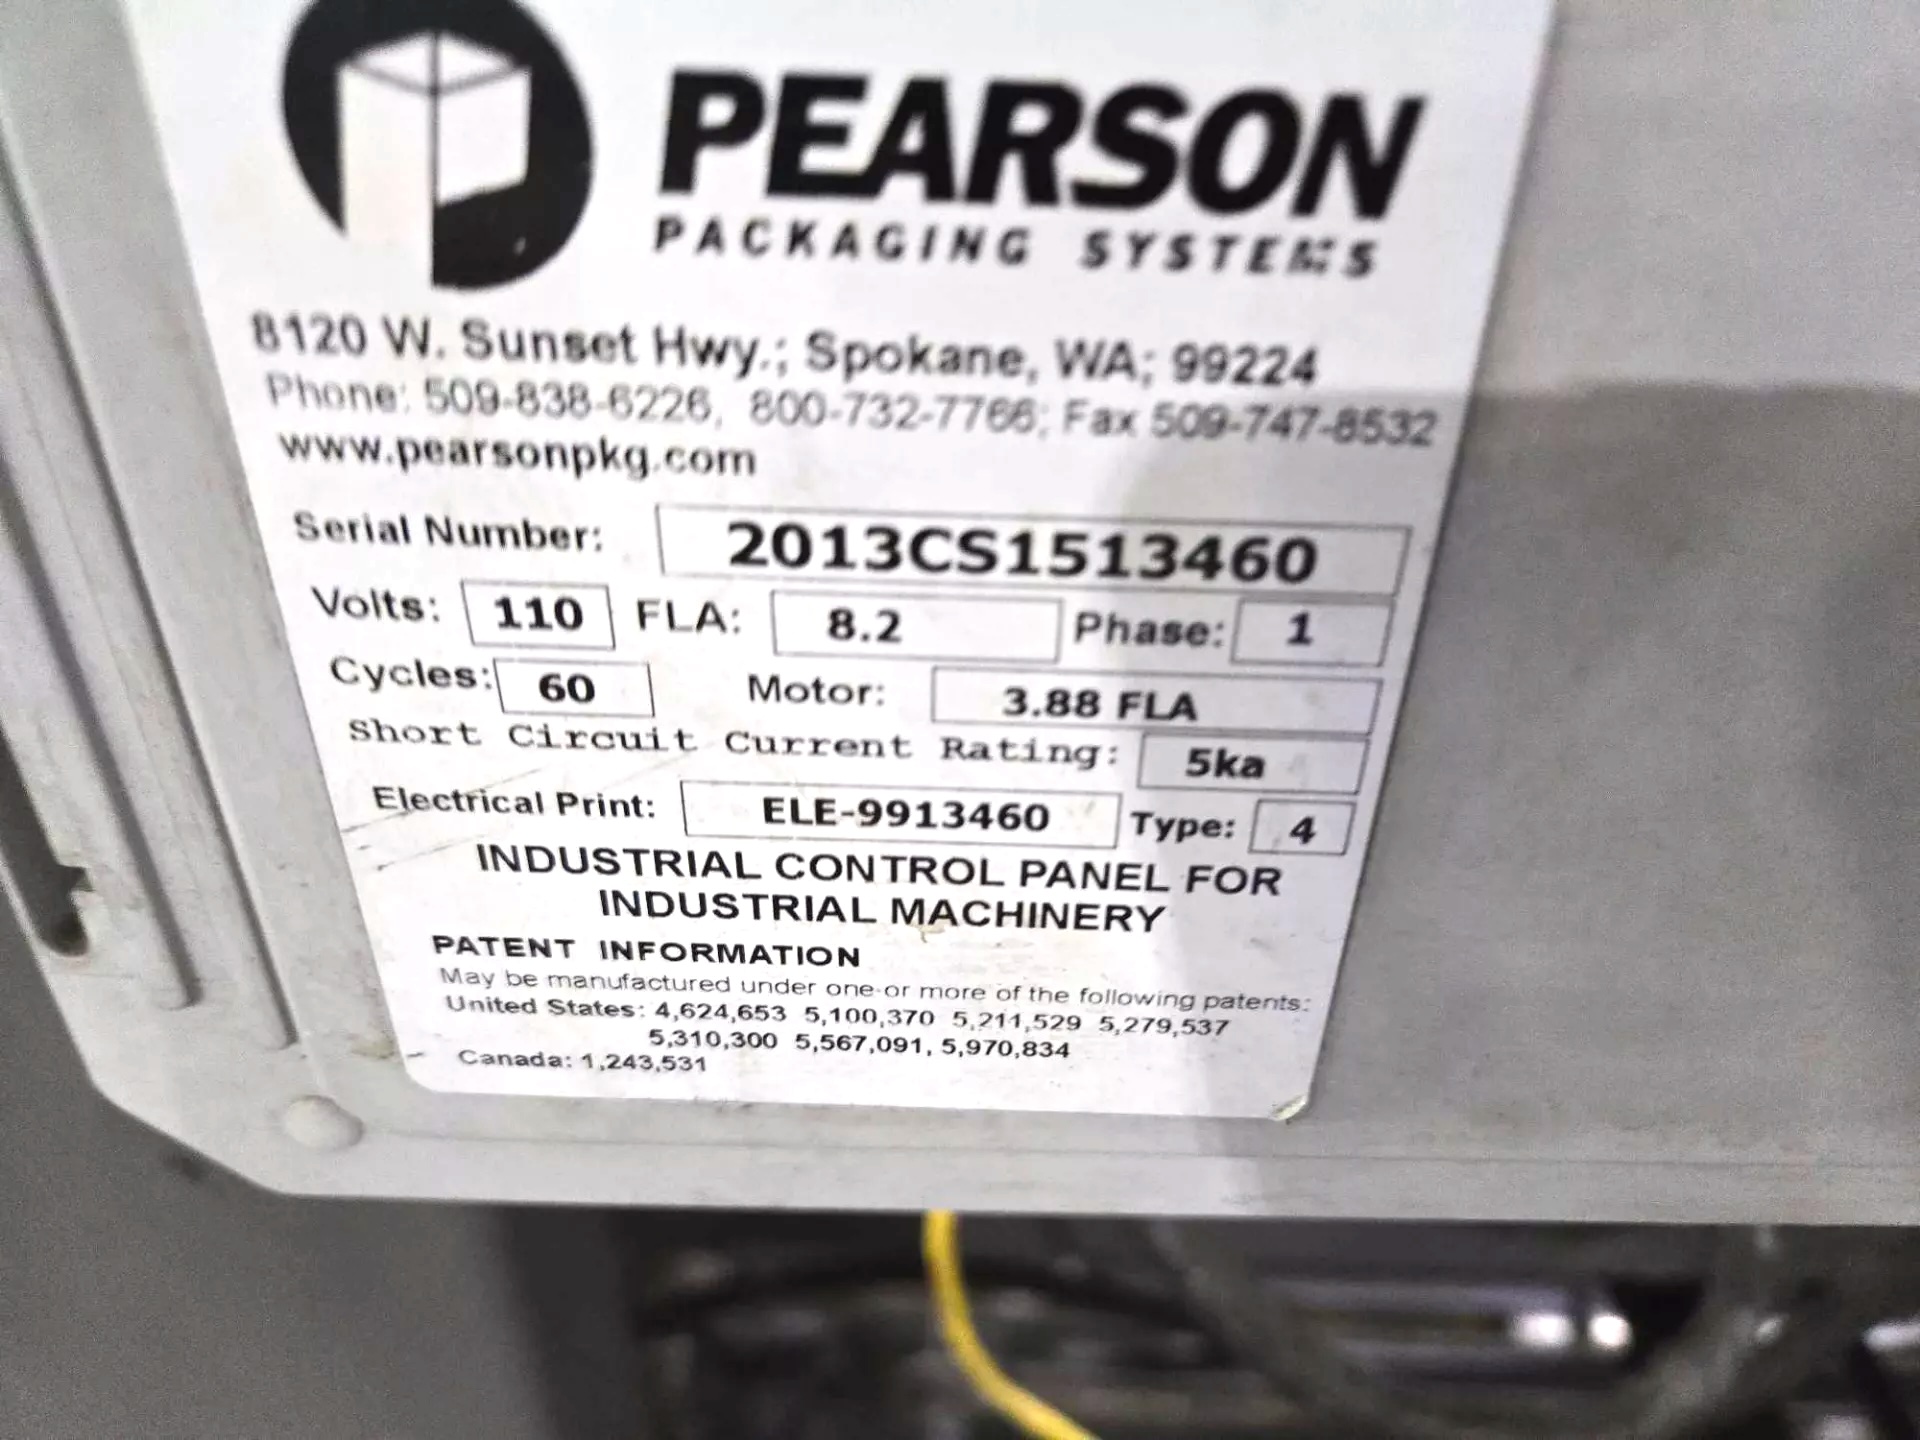 PEARSON
PACKAGING SYSTEMS
8120 W. Sunset Hwy.; Spokane, WA; 99224
Phone: 509-838-6226, 800-732-7766; Fax 509-747-8532
www.pearsonpkg.com
Serial Number: 2013CS1513460
Volts: 110 FLA: 8.2 Phase: 1
Cycles: 60 Motor: 3.88 FLA
Short Circuit Current Rating: 5ka
Electrical Print: ELE-9913460 Type: 4
INDUSTRIAL CONTROL PANEL FOR
INDUSTRIAL MACHINERY
PATENT INFORMATION
May be manufactured under one or more of the following patents:
United States: 4,624,653 5,100,370 5,211,529 5,279,537
5,310,300 5,567,091, 5,970,834
Canada: 1,243,531